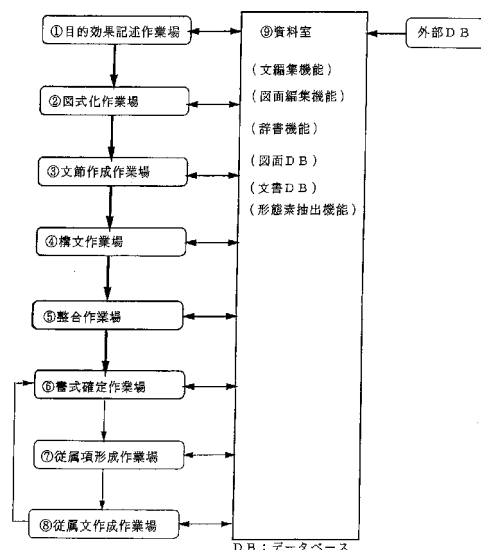 ①目的効果記述作業場
⑨資料室
外部DB
(文編集機能)
②図式化作業場
(図面編集機能)
(辞書機能)
③文節作成作業場
(図面DB)
(文書DB)
(形態素抽出機能)
④構文作業場
⑤整合作業場
⑥書式確定作業場
⑦従属項形成作業場
⑧従属文作成作業場
DB:データベース